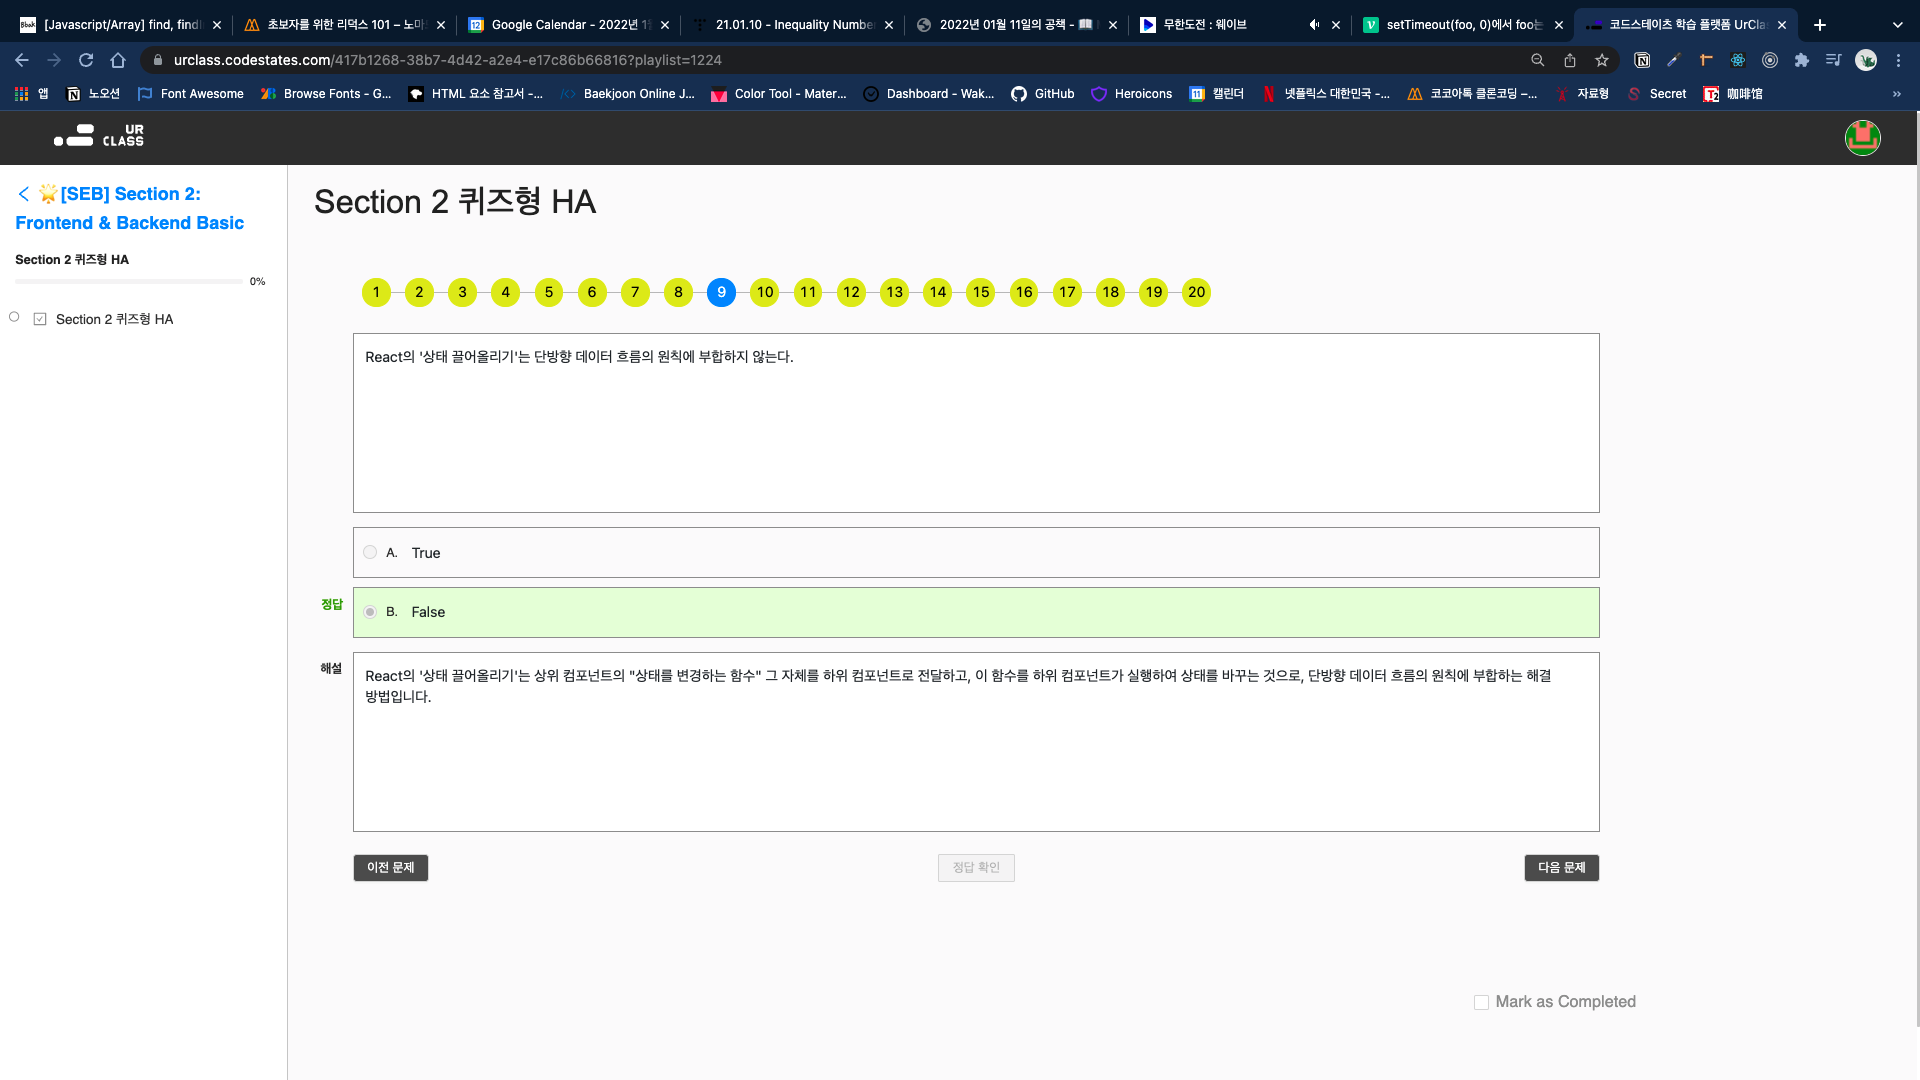 [Javascript/Array] find, find
초보자를 위한 리덕스 101 – 노마
Google Calendar - 2022년 1
21.01.10 - Inequality Number
2022년 01월 11일의 공책 - 📖
무한도전 : 웨이브
setTimeout(foo, 0)에서 foo는
코드스테이츠 학습 플랫폼 UrCla
urclass.codestates.com/417b1268-38b7-4d42-a2e4-e17c86b66816?playlist=1224
앱
노오션
Font Awesome
Browse Fonts - G...
HTML 요소 참고서 -...
Baekjoon Online J...
Color Tool - Mater...
Dashboard - Wak...
GitHub
Heroicons
캘린더
넷플릭스 대한민국 -...
코코아톡 클론코딩 –...
자료형
Secret
咖啡馆
UR
CLASS
🌟[SEB] Section 2:
Frontend & Backend Basic
Section 2 퀴즈형 HA
0%
Section 2 퀴즈형 HA
Section 2 퀴즈형 HA
1 2 3 4 5 6 7 8 9 10 11 12 13 14 15 16 17 18 19 20
React의 '상태 끌어올리기'는 단방향 데이터 흐름의 원칙에 부합하지 않는다.
A. True
정답
B. False
해설
React의 '상태 끌어올리기'는 상위 컴포넌트의 "상태를 변경하는 함수" 그 자체를 하위 컴포넌트로 전달하고, 이 함수를 하위 컴포넌트가 실행하여 상태를 바꾸는 것으로, 단방향 데이터 흐름의 원칙에 부합하는 해결
방법입니다.
이전 문제
정답 확인
다음 문제
Mark as Completed